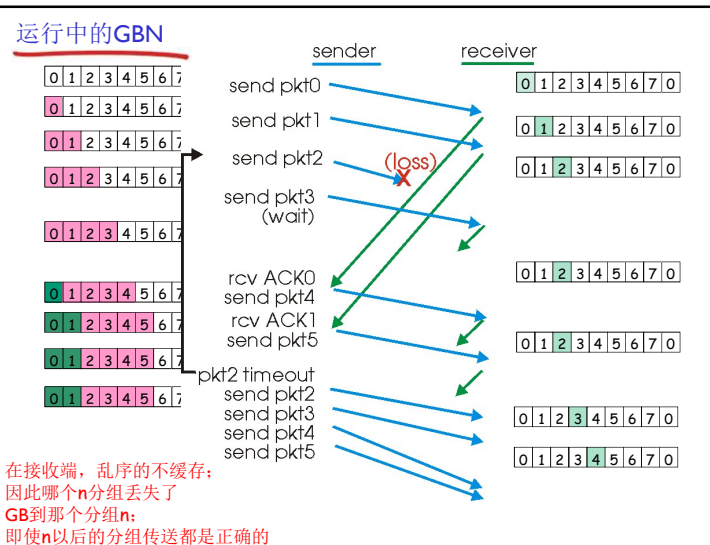 运行中的GBN
sender
receiver
0 1 2 3 4 5 6 7
0 1 2 3 4 5 6 7
0 1 2 3 4 5 6 7
0 1 2 3 4 5 6 7
0 1 2 3 4 5 6 7
0 1 2 3 4 5 6 7
0 1 2 3 4 5 6 7
0 1 2 3 4 5 6 7
0 1 2 3 4 5 6 7
send pkt0
send pkt1
send pkt2
(loss)
X
send pkt3
(wait)
rcv ACK0
send pkt4
rcv ACK1
send pkt5
pkt2 timeout
send pkt2
send pkt3
send pkt4
send pkt5
0 1 2 3 4 5 6 7 0
0 1 2 3 4 5 6 7 0
0 1 2 3 4 5 6 7 0
0 1 2 3 4 5 6 7 0
0 1 2 3 4 5 6 7 0
0 1 2 3 4 5 6 7 0
0 1 2 3 4 5 6 7 0
在接收端，乱序的不缓存；
因此哪个n分组丢失了
GB到那个分组n；
即使n以后的分组传送都是正确的